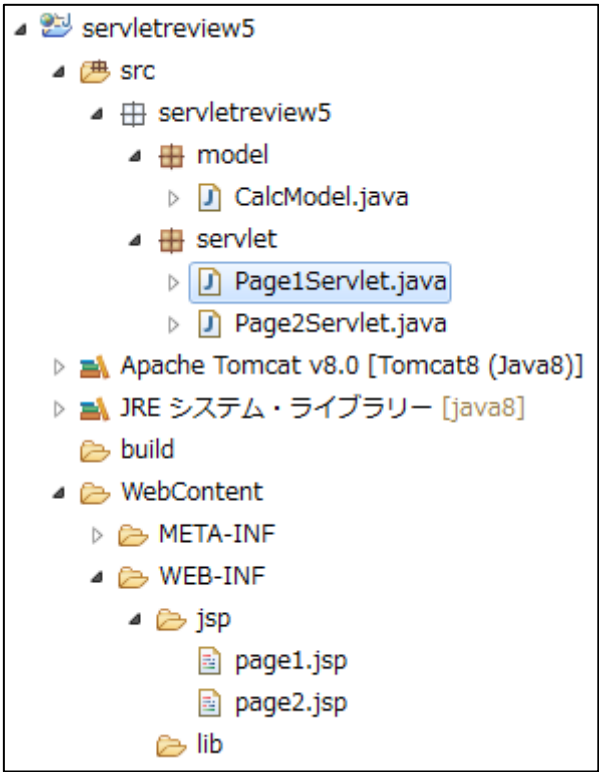 servletreview5
src
servletreview5
model
CalcModel.java
servlet
Page1Servlet.java
Page2Servlet.java
Apache Tomcat v8.0 [Tomcat8 (Java8)]
JRE システム・ライブラリー [java8]
build
WebContent
META-INF
WEB-INF
jsp
page1.jsp
page2.jsp
lib